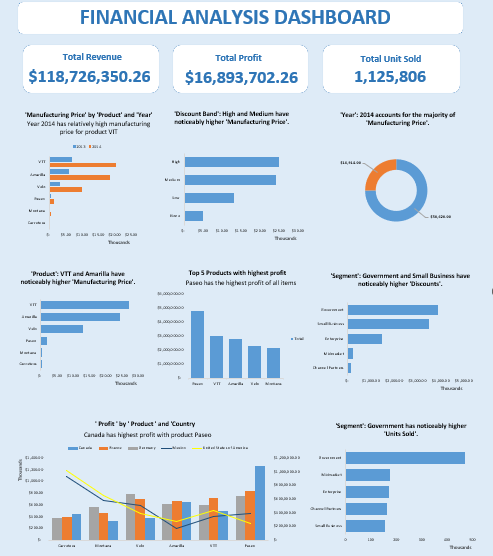 FINANCIAL ANALYSIS DASHBOARD
Total Revenue
$118,726,350.26
Total Profit
$16,893,702.26
Total Unit Sold
1,125,806
'Manufacturing Price' by 'Product' and 'Year'
Year 2014 has relatively high manufacturing
price for product VTT
VTT
Amarilla
Velo
Paseo
Montana
Carretera
Thousands
'Discount Band': High and Medium have
noticeably higher 'Manufacturing Price'.
High
Medium
Low
None
Thousands
'Year': 2014 accounts for the majority of
'Manufacturing Price'.
'Product': VTT and Amarilla have
noticeably higher 'Manufacturing Price'.
VTT
Amarilla
Velo
Paseo
Montana
Carretera
Thousands
Top 5 Products with highest profit
Paseo has the highest profit of all items
Total
Paseo VTT Amarilla Velo Montana
'Segment': Government and Small Business have
noticeably higher 'Discounts'.
Government
Small Business
Enterprise
Midmarket
Channel Partners
Thousands
' Profit ' by ' Product ' and 'Country
Canada has highest profit with product Paseo
Canada France Germany Mexico United States of America
Thousands
Carretera Montana Velo VTT Amarilla Paseo
'Segment': Government has noticeably higher
'Units Sold'.
Government
Midmarket
Enterprise
Channel Partners
Small Business
0 100 200 300 400 500
Thousands